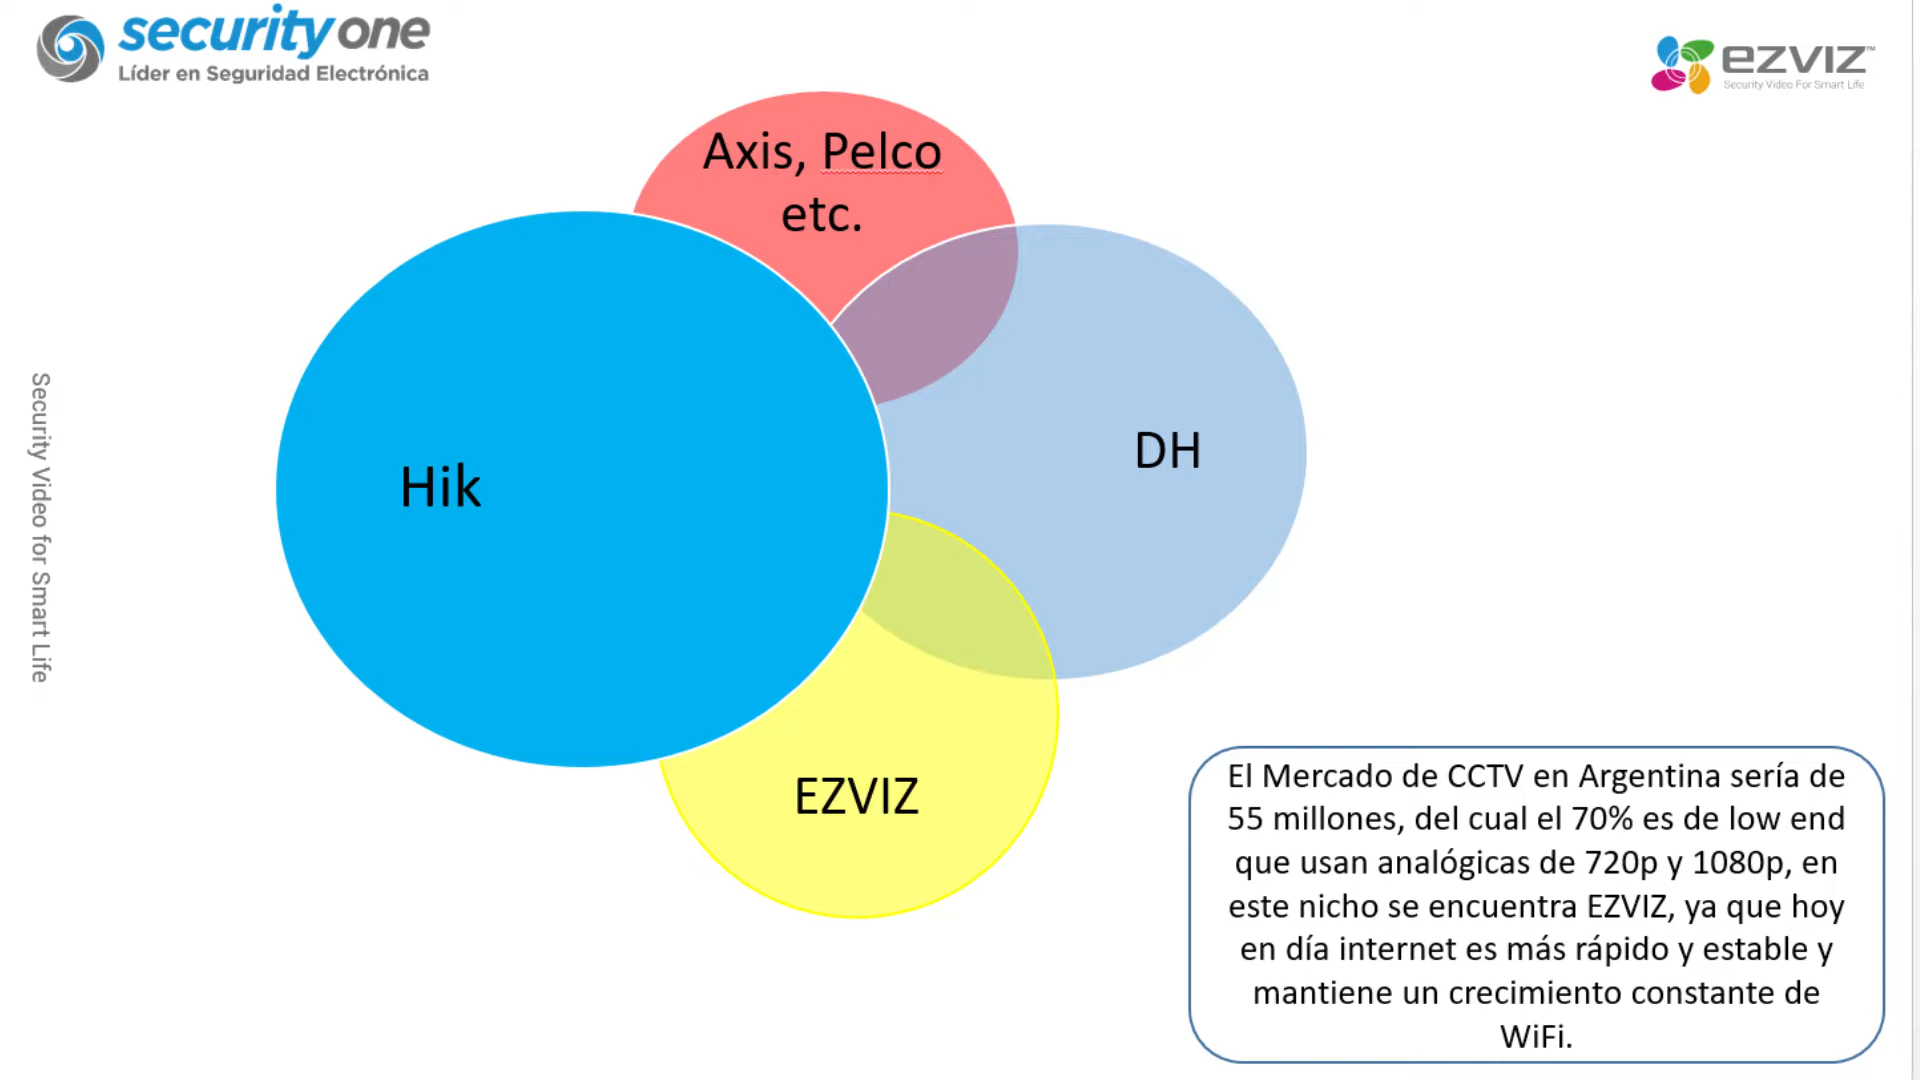 securityone
Líder en Seguridad Electrónica
ezviz™
Security Video For Smart Life
Axis, Pelco
etc.
Hik
DH
EZVIZ
Security Video for Smart Life
El Mercado de CCTV en Argentina sería de
55 millones, del cual el 70% es de low end
que usan analógicas de 720p y 1080p, en
este nicho se encuentra EZVIZ, ya que hoy
en día internet es más rápido y estable y
mantiene un crecimiento constante de
WiFi.